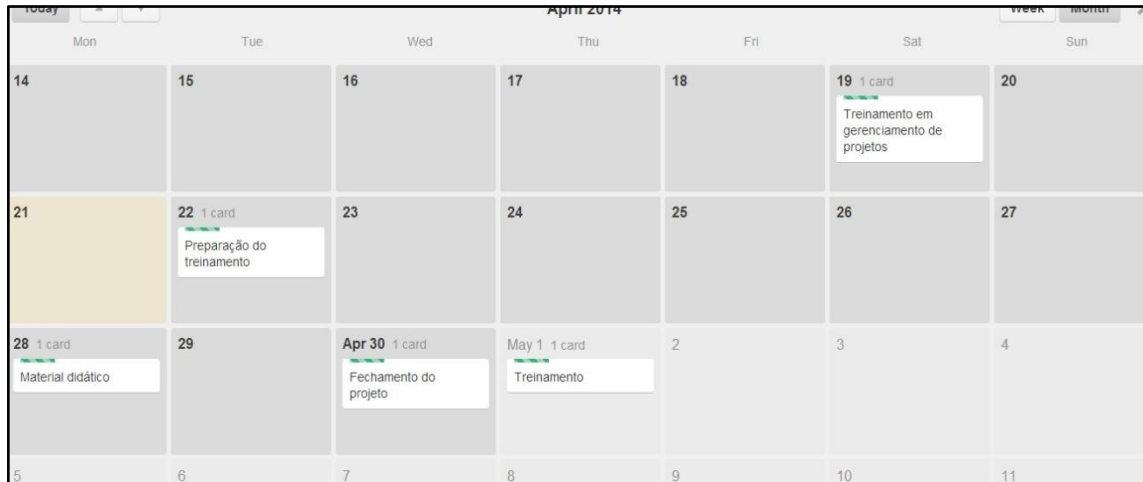 Today April 2014 Week Month
Mon Tue Wed Thu Fri Sat Sun
14 15 16 17 18 19 1 card 20
Treinamento em
gerenciamento de
projetos
21 22 1 card 23 24 25 26 27
Preparação do
treinamento
28 1 card 29 Apr 30 1 card May 1 1 card 2 3 4
Material didático Fechamento do Treinamento
projeto
5 6 7 8 9 10 11